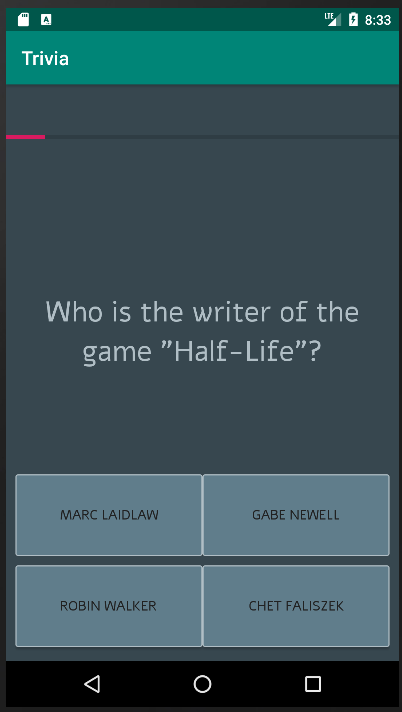 LTE 8:33
Trivia
Who is the writer of the
game "Half-Life"?
MARC LAIDLAW
GABE NEWELL
ROBIN WALKER
CHET FALISZEK